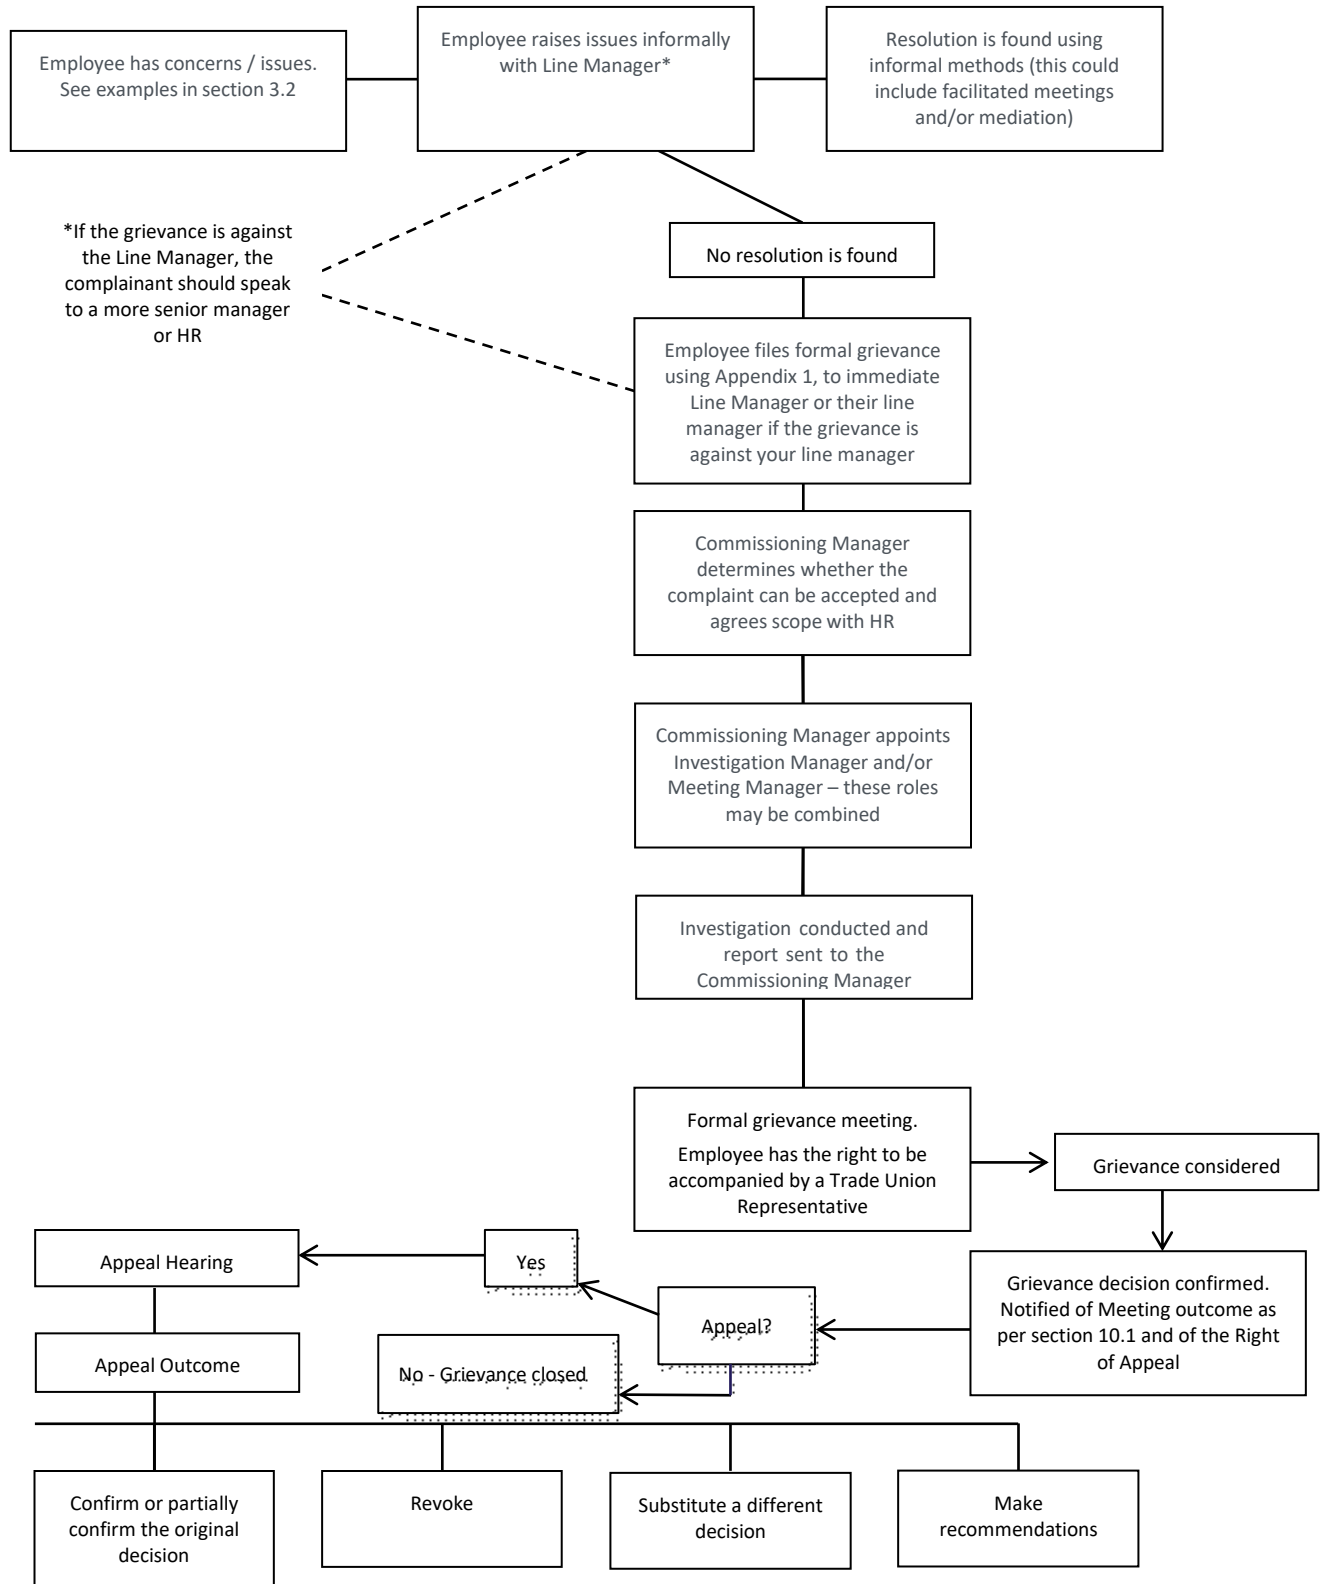 Employee has concerns / issues.
See examples in section 3.2
Employee raises issues informally
with Line Manager*
Resolution is found using
informal methods (this could
include facilitated meetings
and/or mediation)
*If the grievance is against
the Line Manager, the
complainant should speak
to a more senior manager
or HR
No resolution is found
Employee files formal grievance
using Appendix 1, to immediate
Line Manager or their line
manager if the grievance is
against your line manager
Commissioning Manager
determines whether the
complaint can be accepted and
agrees scope with HR
Commissioning Manager appoints
Investigation Manager and/or
Meeting Manager – these roles
may be combined
Investigation conducted and
report sent to the
Commissioning Manager
Formal grievance meeting.
Employee has the right to be
accompanied by a Trade Union
Representative
Grievance considered
Grievance decision confirmed.
Notified of Meeting outcome as
per section 10.1 and of the Right
of Appeal
Appeal?
Yes
No - Grievance closed
Appeal Hearing
Appeal Outcome
Confirm or partially
confirm the original
decision
Revoke
Substitute a different
decision
Make
recommendations